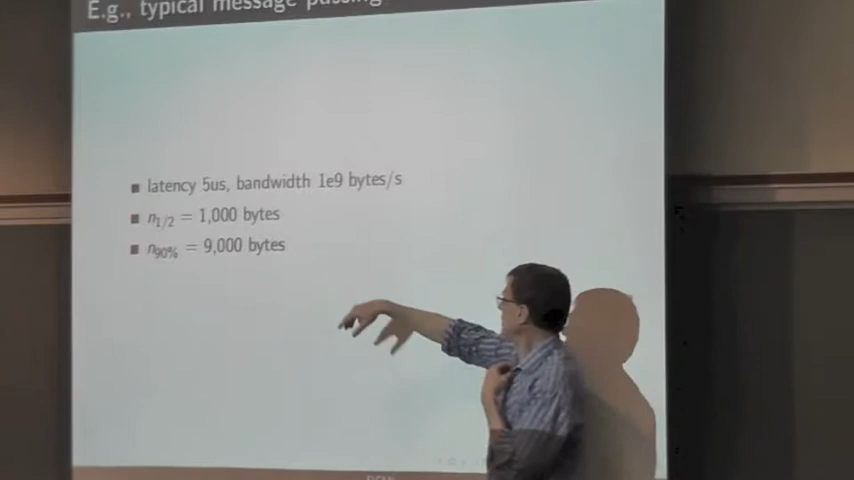 E.g., typical message passing
■ latency 5us, bandwidth 1e9 bytes/s
■ n1/2 = 1,000 bytes
■ n90% = 9,000 bytes